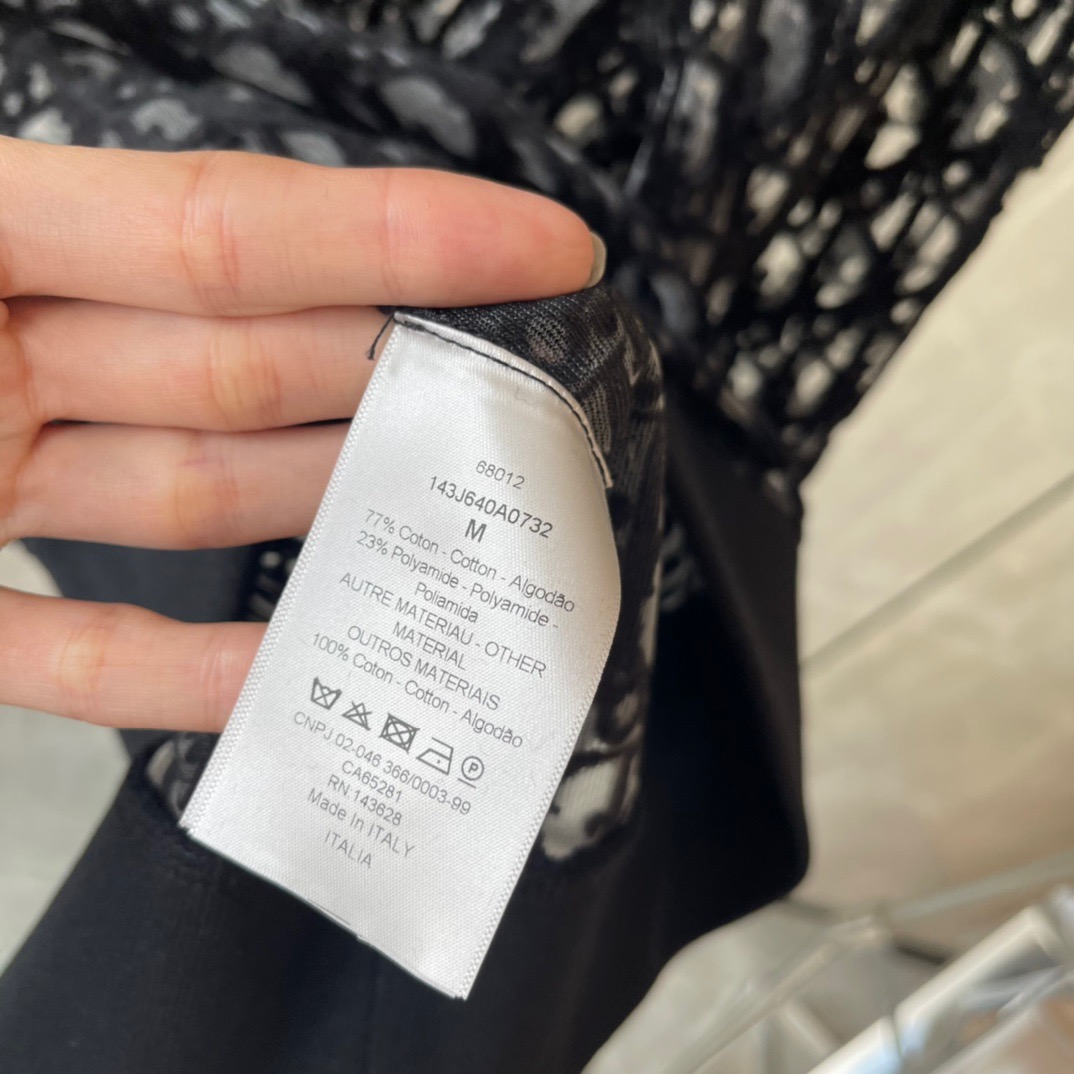 68012
143J640A0732
M
77% Coton - Cotton - Algodão
23% Polyamide - Polyamide -
Poliamida
AUTRE MATERIAU - OTHER
MATERIAL
OUTROS MATERIAIS
100% Coton - Cotton - Algodão
P
CNPJ 02-046 366/0003-99
CA65281
RN 143628
Made In ITALY
ITALIA